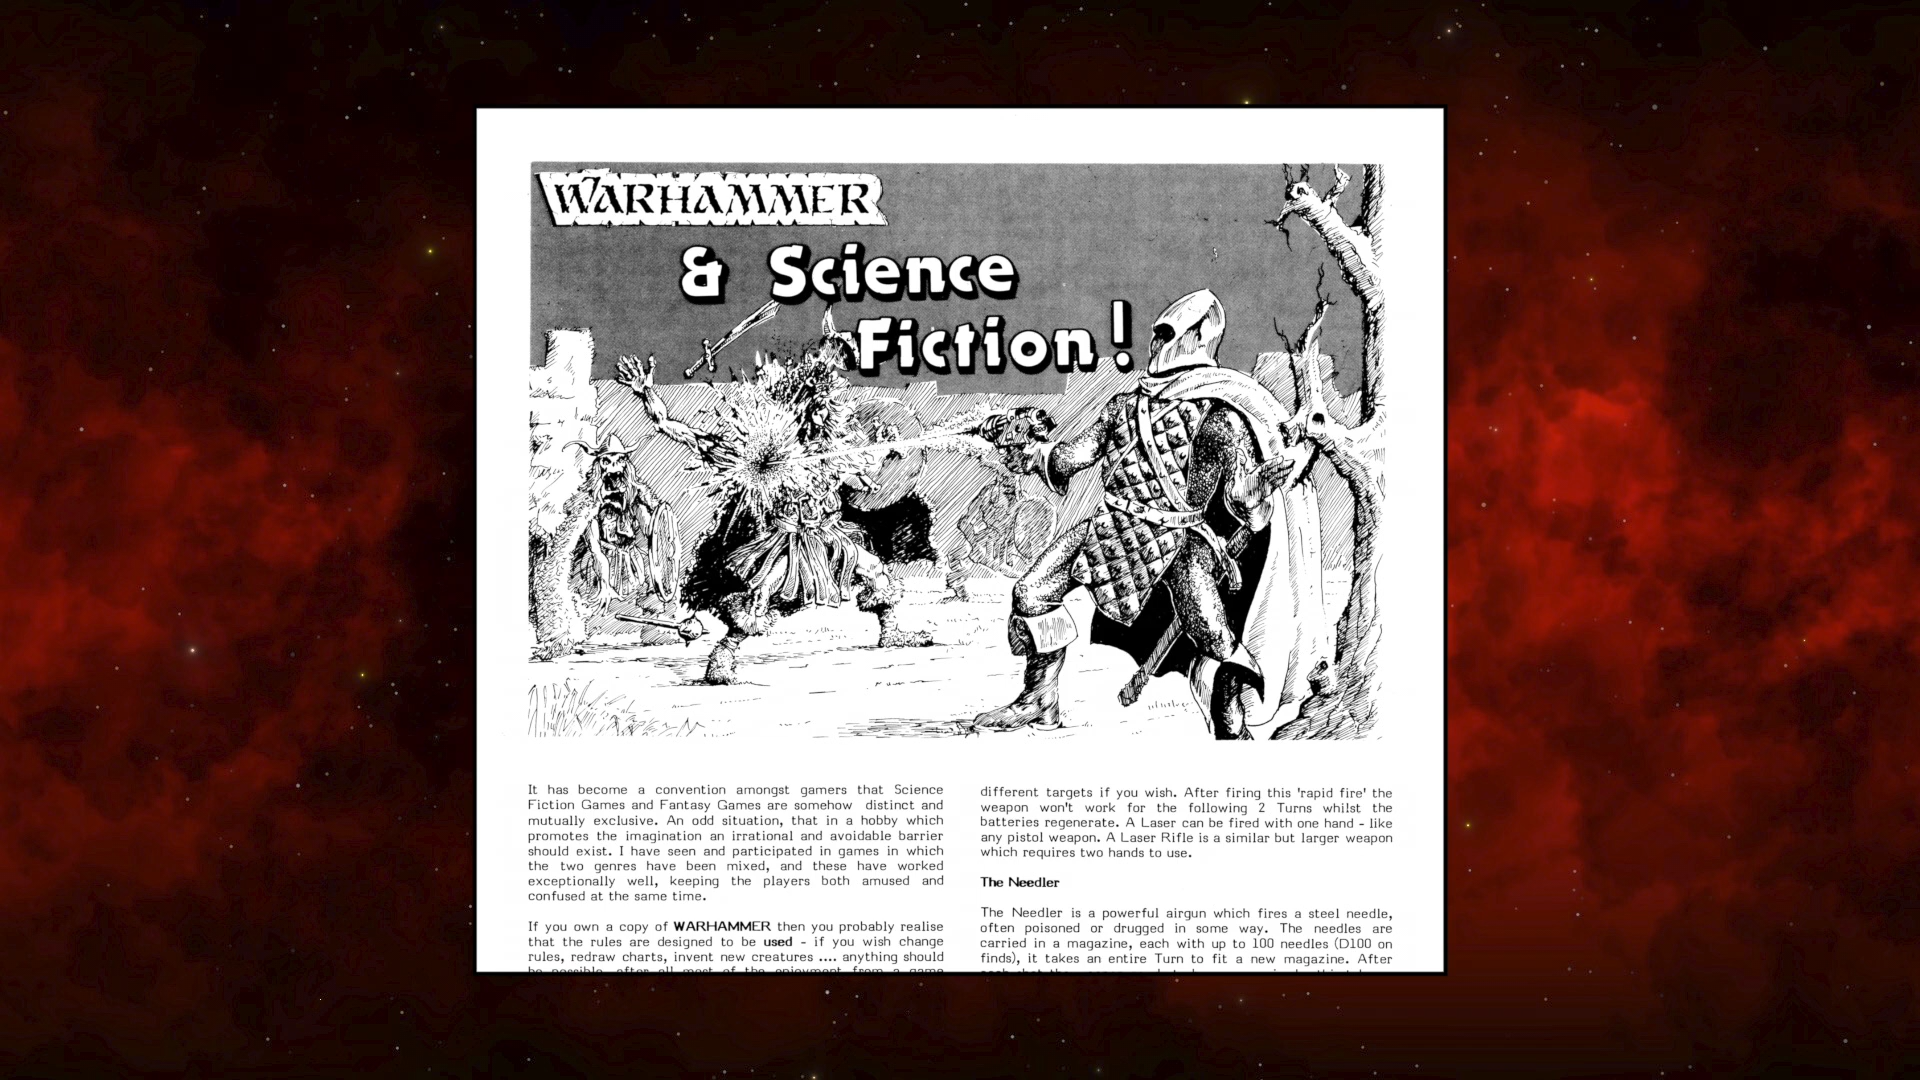 WARHAMMER
& Science
Fiction!
It has become a convention amongst gamers that Science
Fiction Games and Fantasy Games are somehow distinct and
mutually exclusive. An odd situation, that in a hobby which
promotes the imagination an irrational and avoidable barrier
should exist. I have seen and participated in games in which
the two genres have been mixed, and these have worked
exceptionally well, keeping the players both amused and
confused at the same time.
If you own a copy of WARHAMMER then you probably realise
that the rules are designed to be used - if you wish change
rules, redraw charts, invent new creatures .... anything should
be possible, after all most of the enjoyment from a game
different targets if you wish. After firing this 'rapid fire' the
weapon won't work for the following 2 Turns whilst the
batteries regenerate. A Laser can be fired with one hand - like
any pistol weapon. A Laser Rifle is a similar but larger weapon
which requires two hands to use.
The Needler
The Needler is a powerful airgun which fires a steel needle,
often poisoned or drugged in some way. The needles are
carried in a magazine, each with up to 100 needles (D100 on
finds), it takes an entire Turn to fit a new magazine. After